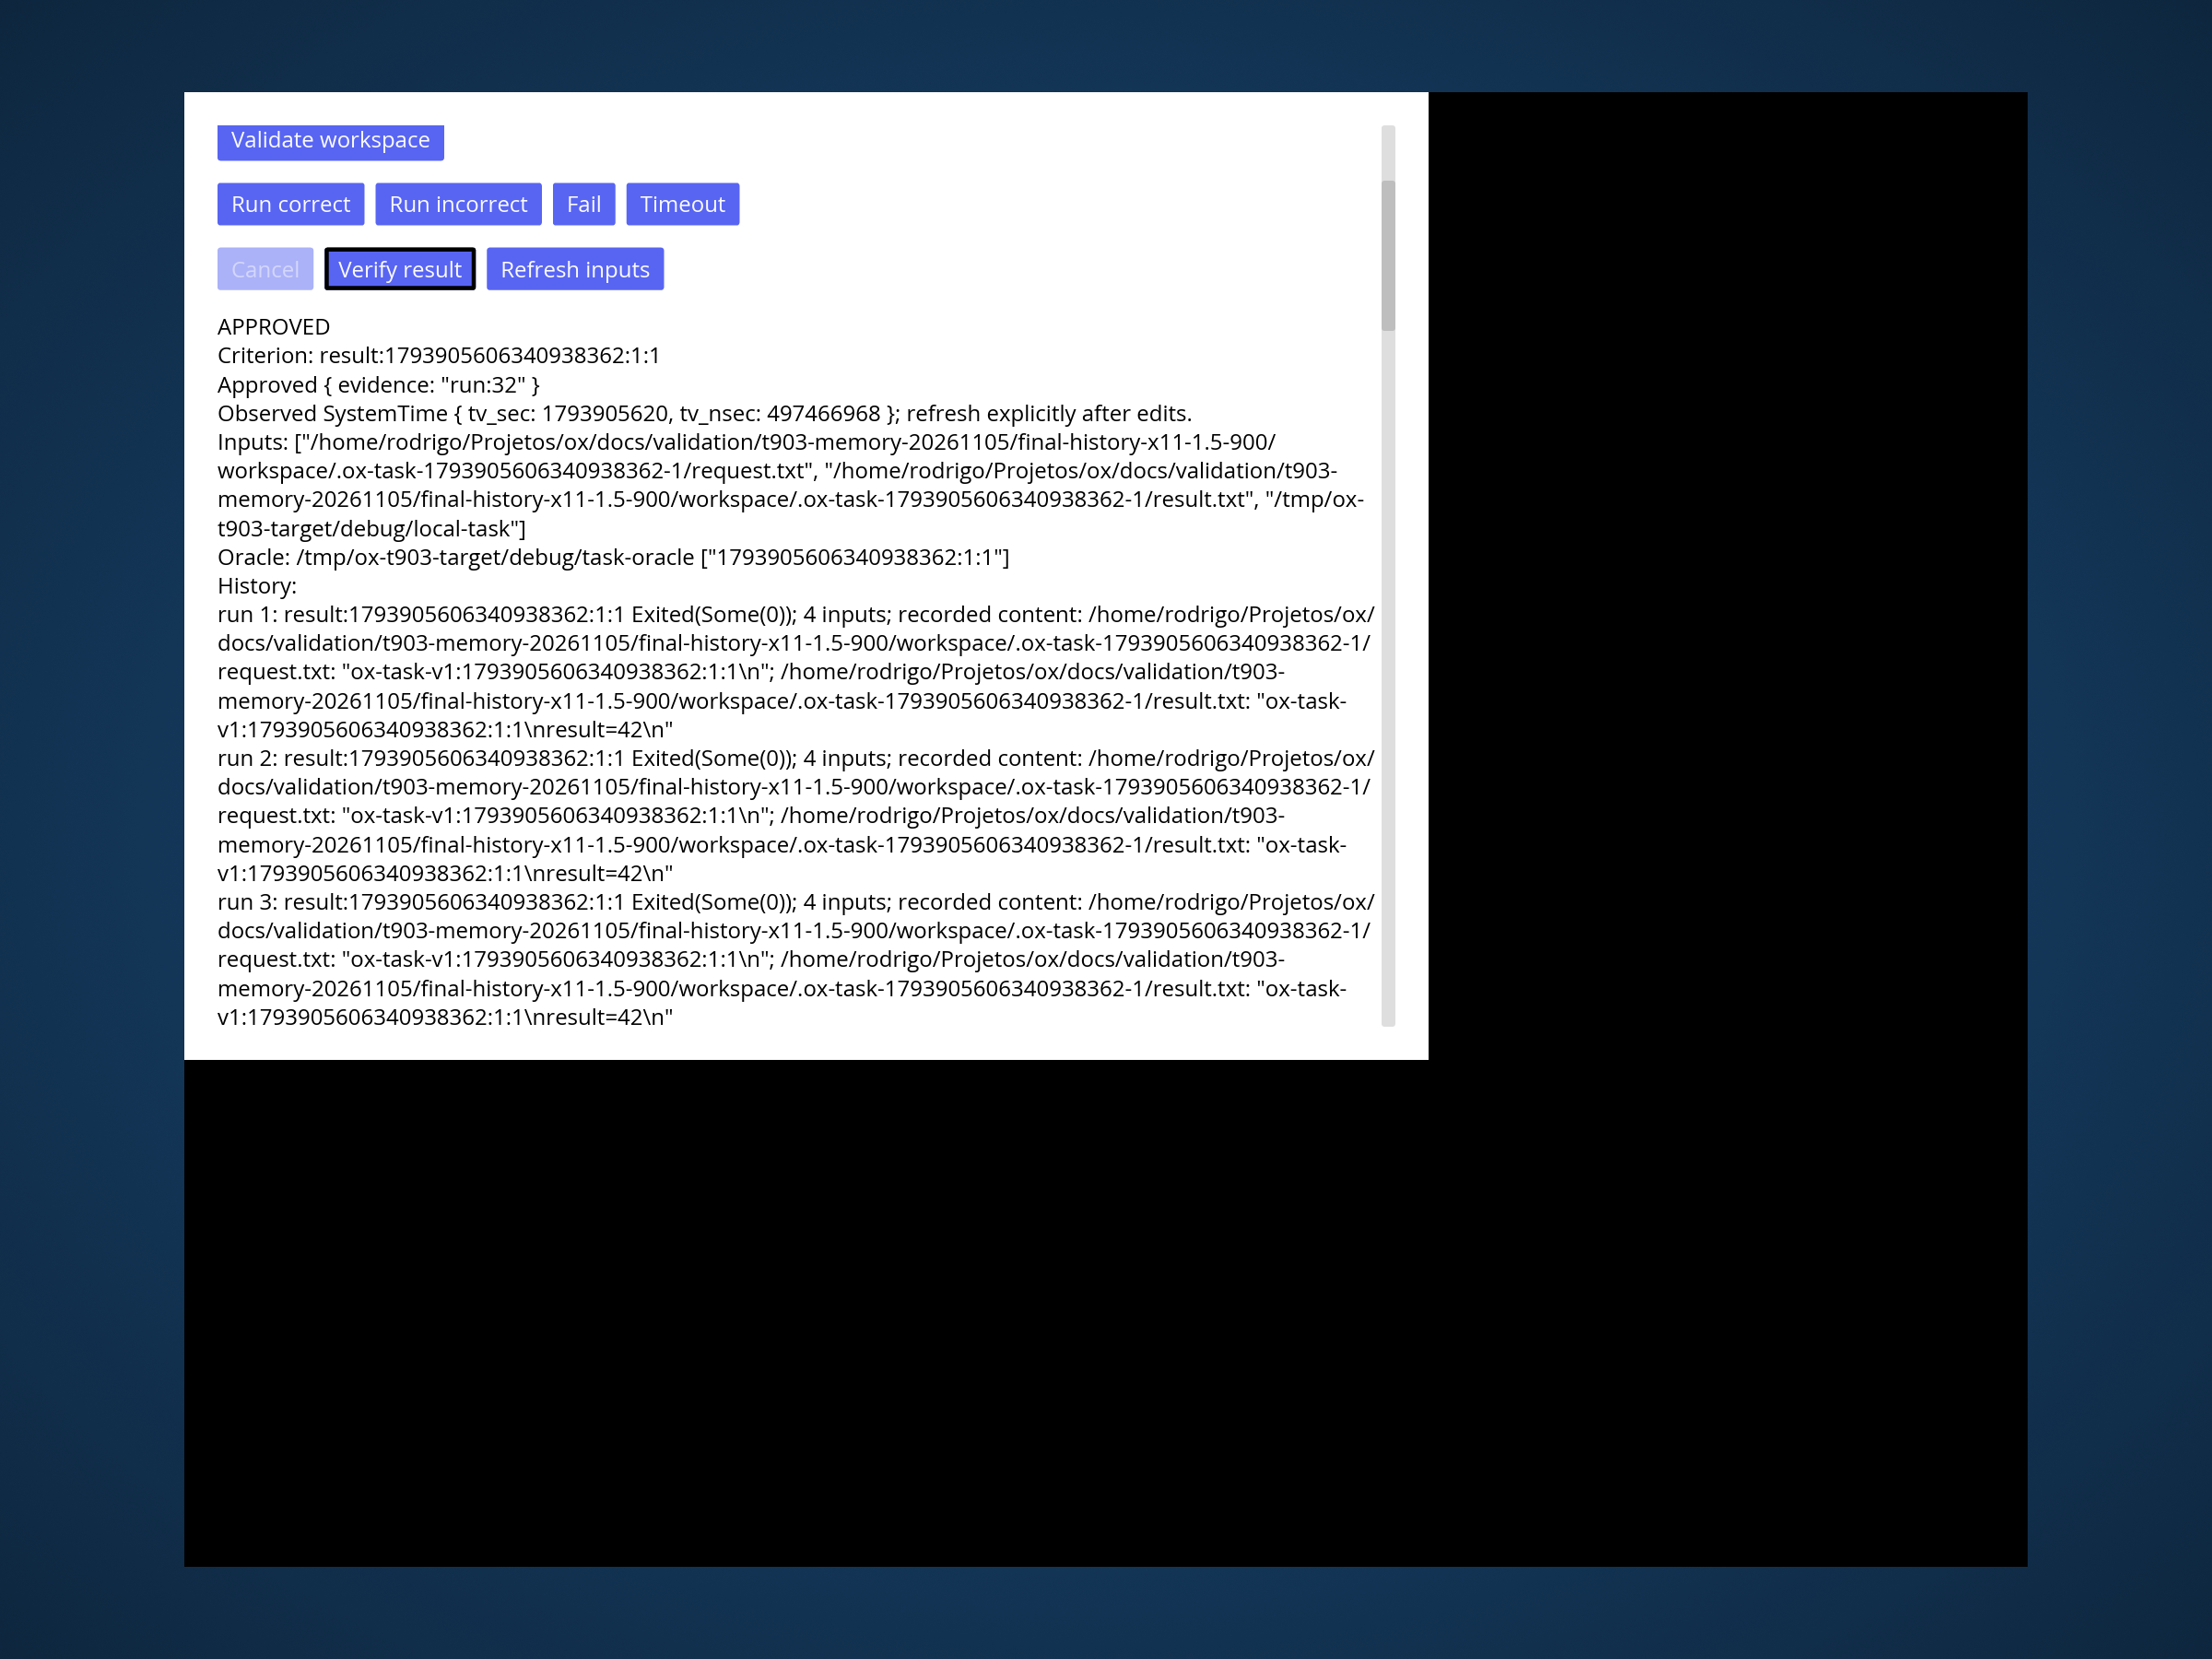 Validate workspace
Run correct Run incorrect Fail Timeout
Cancel Verify result Refresh inputs
APPROVED
Criterion: result:1793905606340938362:1:1
Approved { evidence: "run:32" }
Observed SystemTime { tv_sec: 1793905620, tv_nsec: 497466968 }; refresh explicitly after edits.
Inputs: ["/home/rodrigo/Projetos/ox/docs/validation/t903-memory-20261105/final-history-x11-1.5-900/
workspace/.ox-task-1793905606340938362-1/request.txt", "/home/rodrigo/Projetos/ox/docs/validation/t903-
memory-20261105/final-history-x11-1.5-900/workspace/.ox-task-1793905606340938362-1/result.txt", "/tmp/ox-
t903-target/debug/local-task"]
Oracle: /tmp/ox-t903-target/debug/task-oracle ["1793905606340938362:1:1"]
History:
run 1: result:1793905606340938362:1:1 Exited(Some(0)); 4 inputs; recorded content: /home/rodrigo/Projetos/ox/
docs/validation/t903-memory-20261105/final-history-x11-1.5-900/workspace/.ox-task-1793905606340938362-1/
request.txt: "ox-task-v1:1793905606340938362:1:1\n"; /home/rodrigo/Projetos/ox/docs/validation/t903-
memory-20261105/final-history-x11-1.5-900/workspace/.ox-task-1793905606340938362-1/result.txt: "ox-task-
v1:1793905606340938362:1:1\nresult=42\n"
run 2: result:1793905606340938362:1:1 Exited(Some(0)); 4 inputs; recorded content: /home/rodrigo/Projetos/ox/
docs/validation/t903-memory-20261105/final-history-x11-1.5-900/workspace/.ox-task-1793905606340938362-1/
request.txt: "ox-task-v1:1793905606340938362:1:1\n"; /home/rodrigo/Projetos/ox/docs/validation/t903-
memory-20261105/final-history-x11-1.5-900/workspace/.ox-task-1793905606340938362-1/result.txt: "ox-task-
v1:1793905606340938362:1:1\nresult=42\n"
run 3: result:1793905606340938362:1:1 Exited(Some(0)); 4 inputs; recorded content: /home/rodrigo/Projetos/ox/
docs/validation/t903-memory-20261105/final-history-x11-1.5-900/workspace/.ox-task-1793905606340938362-1/
request.txt: "ox-task-v1:1793905606340938362:1:1\n"; /home/rodrigo/Projetos/ox/docs/validation/t903-
memory-20261105/final-history-x11-1.5-900/workspace/.ox-task-1793905606340938362-1/result.txt: "ox-task-
v1:1793905606340938362:1:1\nresult=42\n"